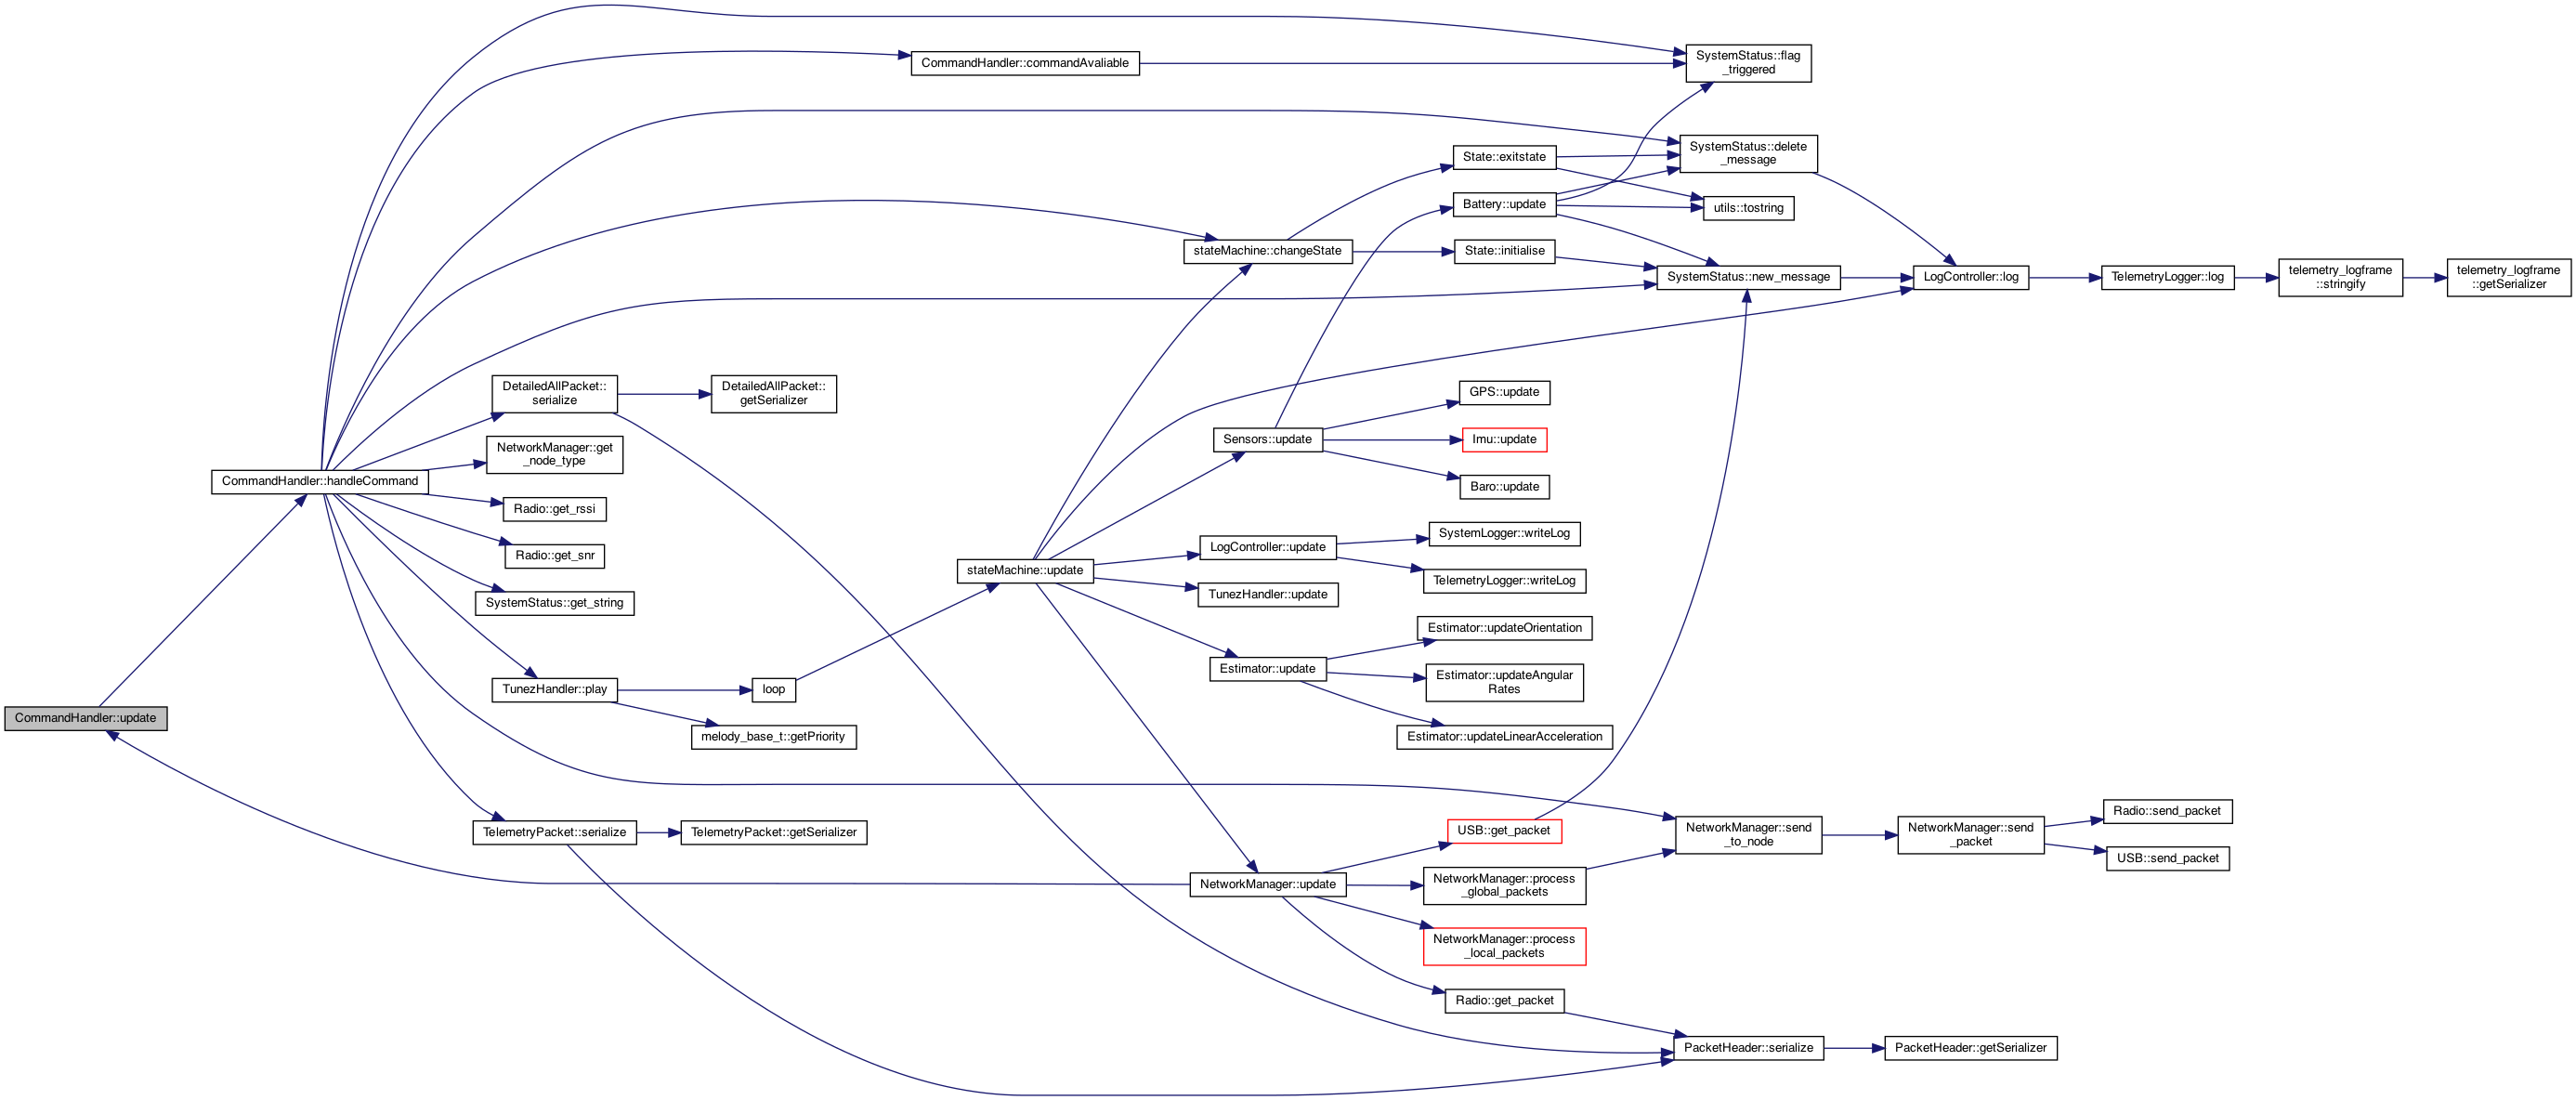 SystemStatus::flag
_triggered
CommandHandler::commandAvaliable
SystemStatus::delete
_message
State::exitstate
Battery::update
utils::tostring
stateMachine::changeState
State::initialise
SystemStatus::new_message
LogController::log
TelemetryLogger::log
telemetry_logframe
::stringify
telemetry_logframe
::getSerializer
DetailedAllPacket::
serialize
DetailedAllPacket::
getSerializer
GPS::update
Sensors::update
Imu::update
Baro::update
NetworkManager::get
_node_type
CommandHandler::handleCommand
Radio::get_rssi
Radio::get_snr
SystemStatus::get_string
SystemLogger::writeLog
LogController::update
stateMachine::update
TelemetryLogger::writeLog
TunezHandler::update
Estimator::updateOrientation
Estimator::update
Estimator::updateAngular
Rates
Estimator::updateLinearAcceleration
TunezHandler::play
loop
melody_base_t::getPriority
CommandHandler::update
TelemetryPacket::serialize
TelemetryPacket::getSerializer
USB::get_packet
NetworkManager::send
_to_node
NetworkManager::send
_packet
Radio::send_packet
USB::send_packet
NetworkManager::update
NetworkManager::process
_global_packets
NetworkManager::process
_local_packets
Radio::get_packet
PacketHeader::serialize
PacketHeader::getSerializer